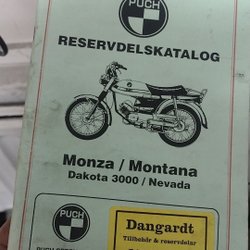 PUCH
RESERVDELSKATALOG
Monza / Montana
Dakota 3000 / Nevada
PUCH
Dangardt
Tillbehör & reservdelar